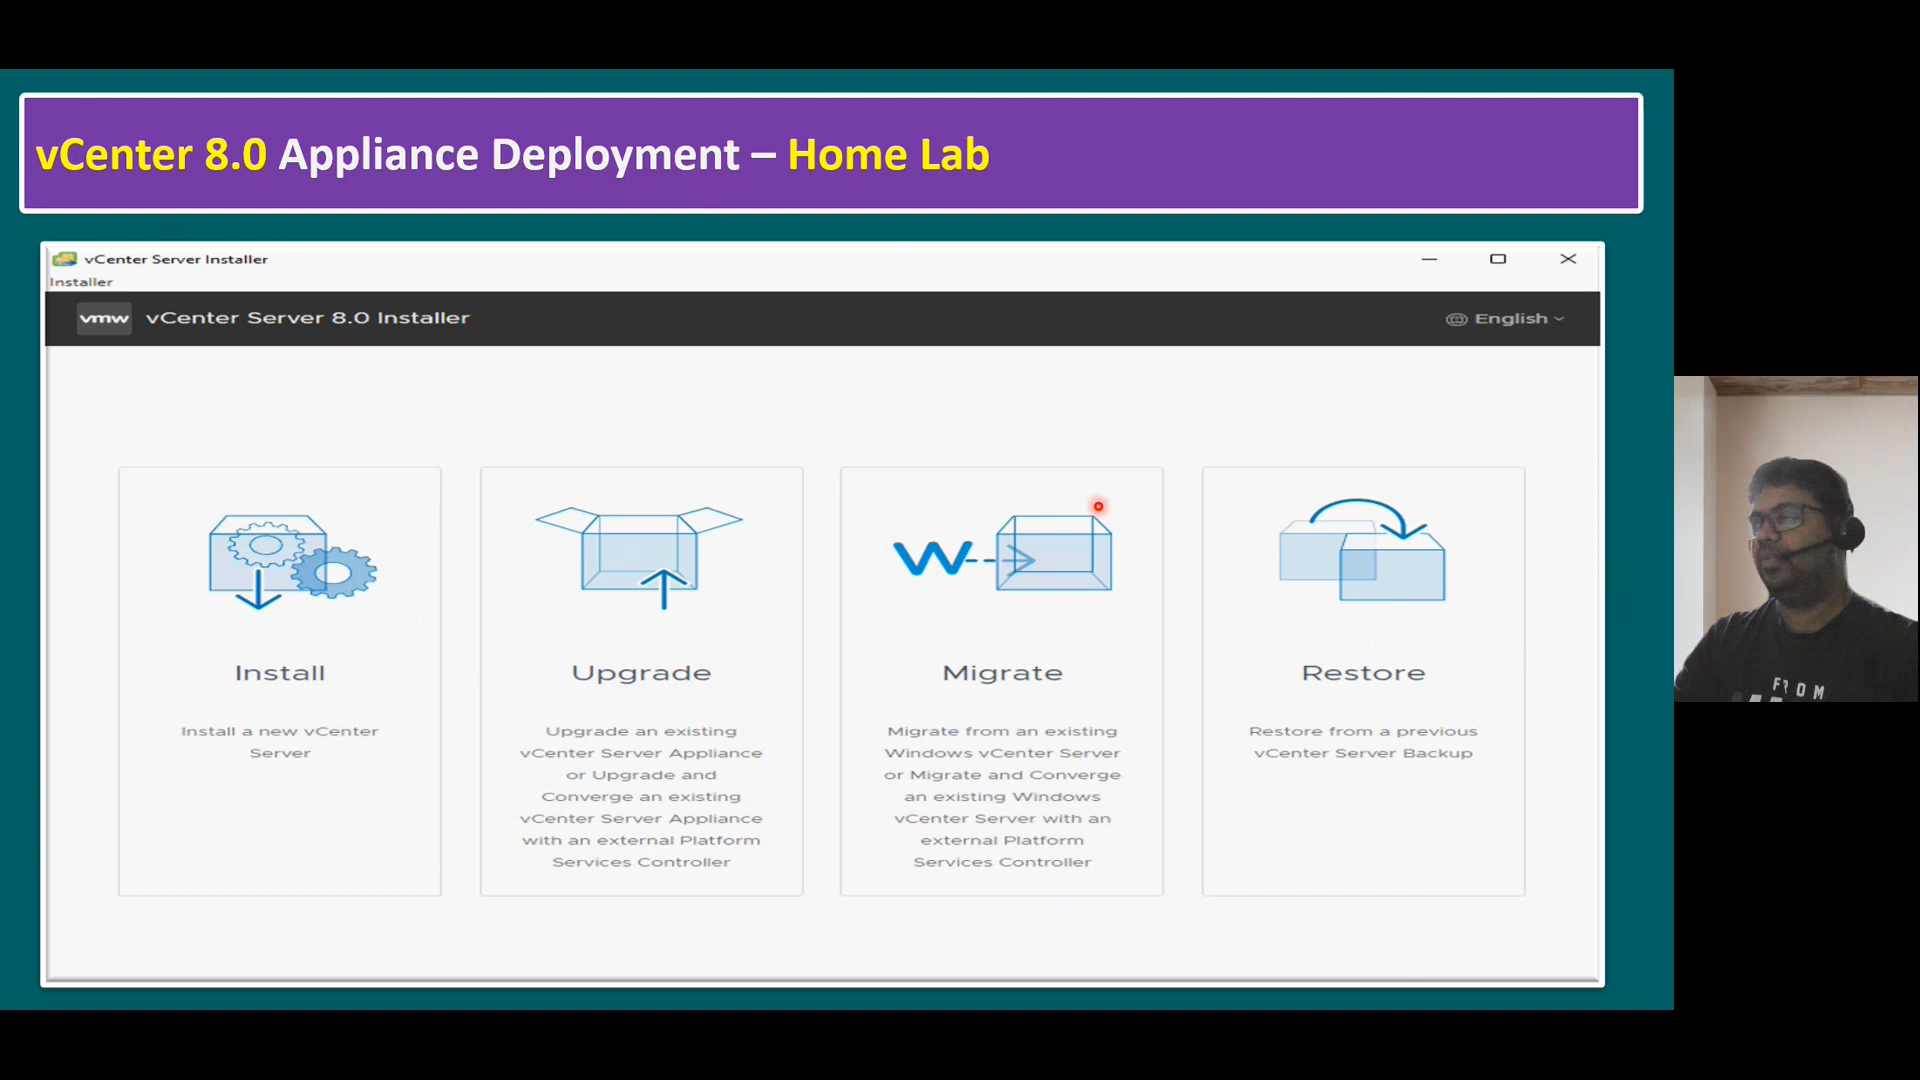 vCenter 8.0 Appliance Deployment – Home Lab
vCenter Server Installer
Installer
vmw vCenter Server 8.0 Installer
English
W
Install
Install a new vCenter
Server
Upgrade
Upgrade an existing
vCenter Server Appliance
or Upgrade and
Converge an existing
vCenter Server Appliance
with an external Platform
Services Controller
Migrate
Migrate from an existing
Windows vCenter Server
or Migrate and Converge
an existing Windows
vCenter Server with an
external Platform
Services Controller
Restore
Restore from a previous
vCenter Server Backup
FROM